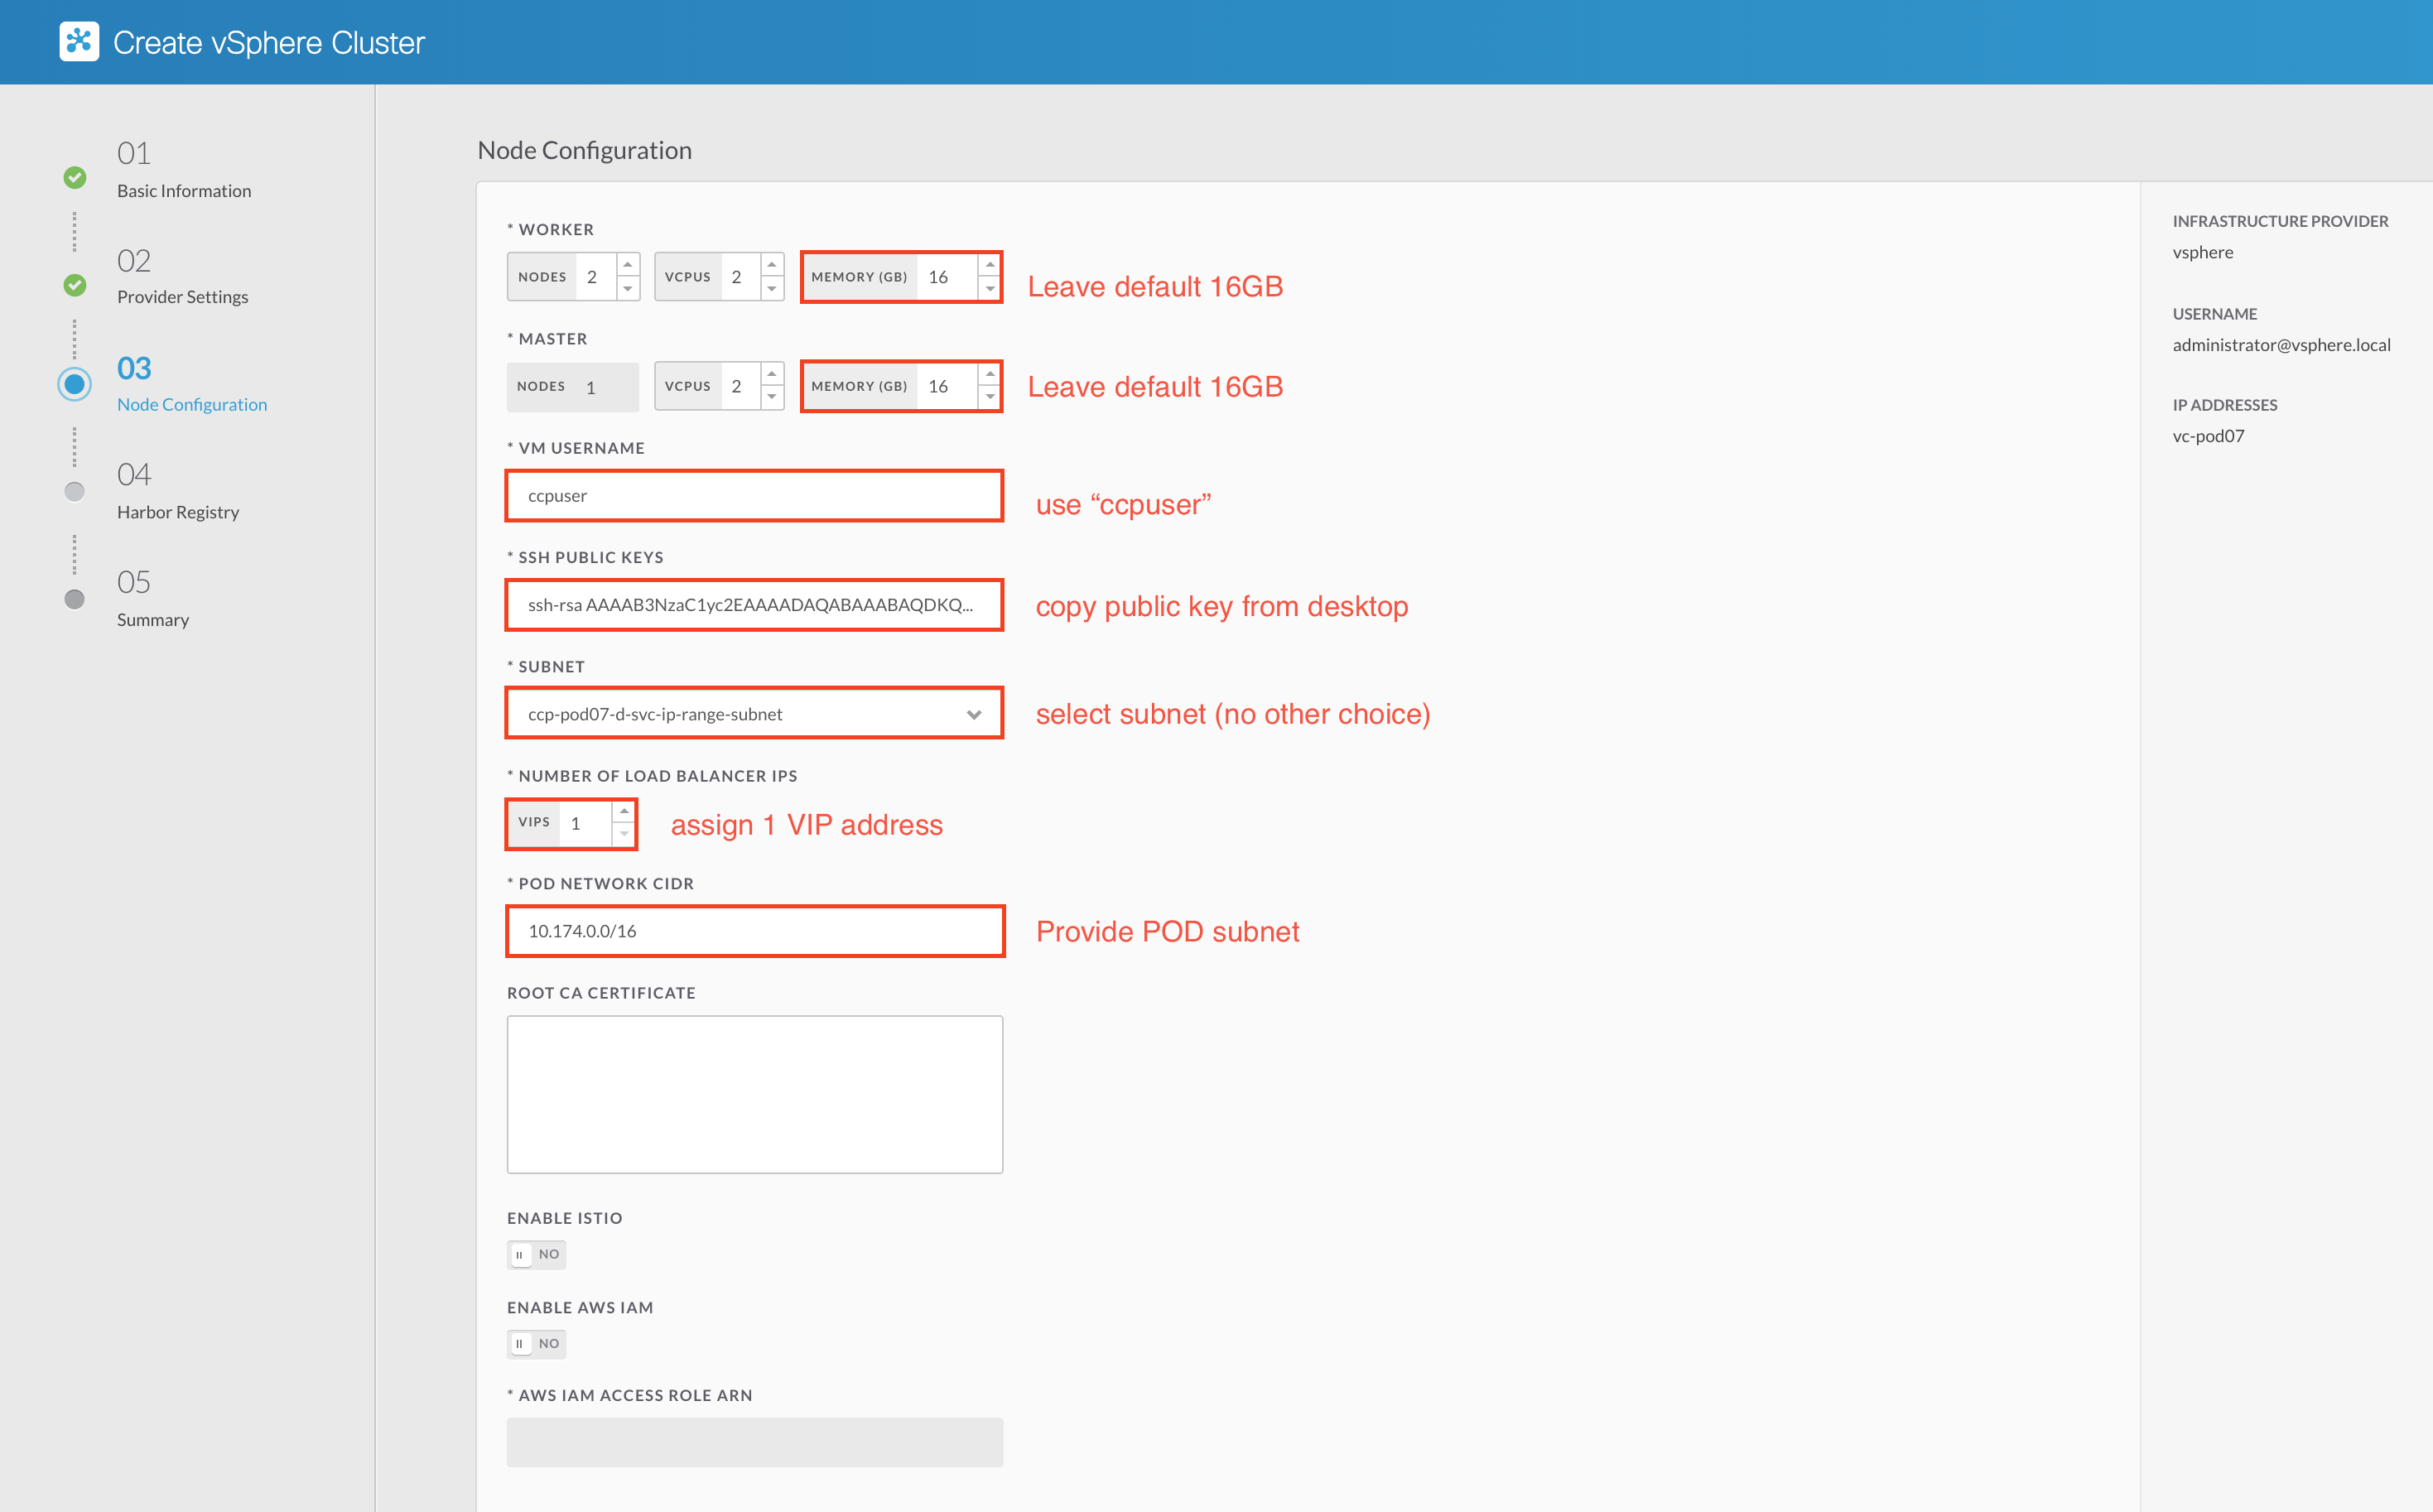 Create vSphere Cluster
01
Basic Information
02
Provider Settings
03
Node Configuration
04
Harbor Registry
05
Summary
Node Configuration
* WORKER
NODES 2 VCPUS 2 MEMORY (GB) 16 Leave default 16GB
* MASTER
NODES 1 VCPUS 2 MEMORY (GB) 16 Leave default 16GB
* VM USERNAME
ccpuser use “ccpuser”
* SSH PUBLIC KEYS
ssh-rsa AAAAB3NzaC1yc2EAAAADAQABAAABAQDKQ... copy public key from desktop
* SUBNET
ccp-pod07-d-svc-ip-range-subnet select subnet (no other choice)
* NUMBER OF LOAD BALANCER IPS
VIPS 1 assign 1 VIP address
* POD NETWORK CIDR
10.174.0.0/16 Provide POD subnet
ROOT CA CERTIFICATE
ENABLE ISTIO
NO
ENABLE AWS IAM
NO
* AWS IAM ACCESS ROLE ARN
INFRASTRUCTURE PROVIDER
vsphere
USERNAME
administrator@vsphere.local
IP ADDRESSES
vc-pod07